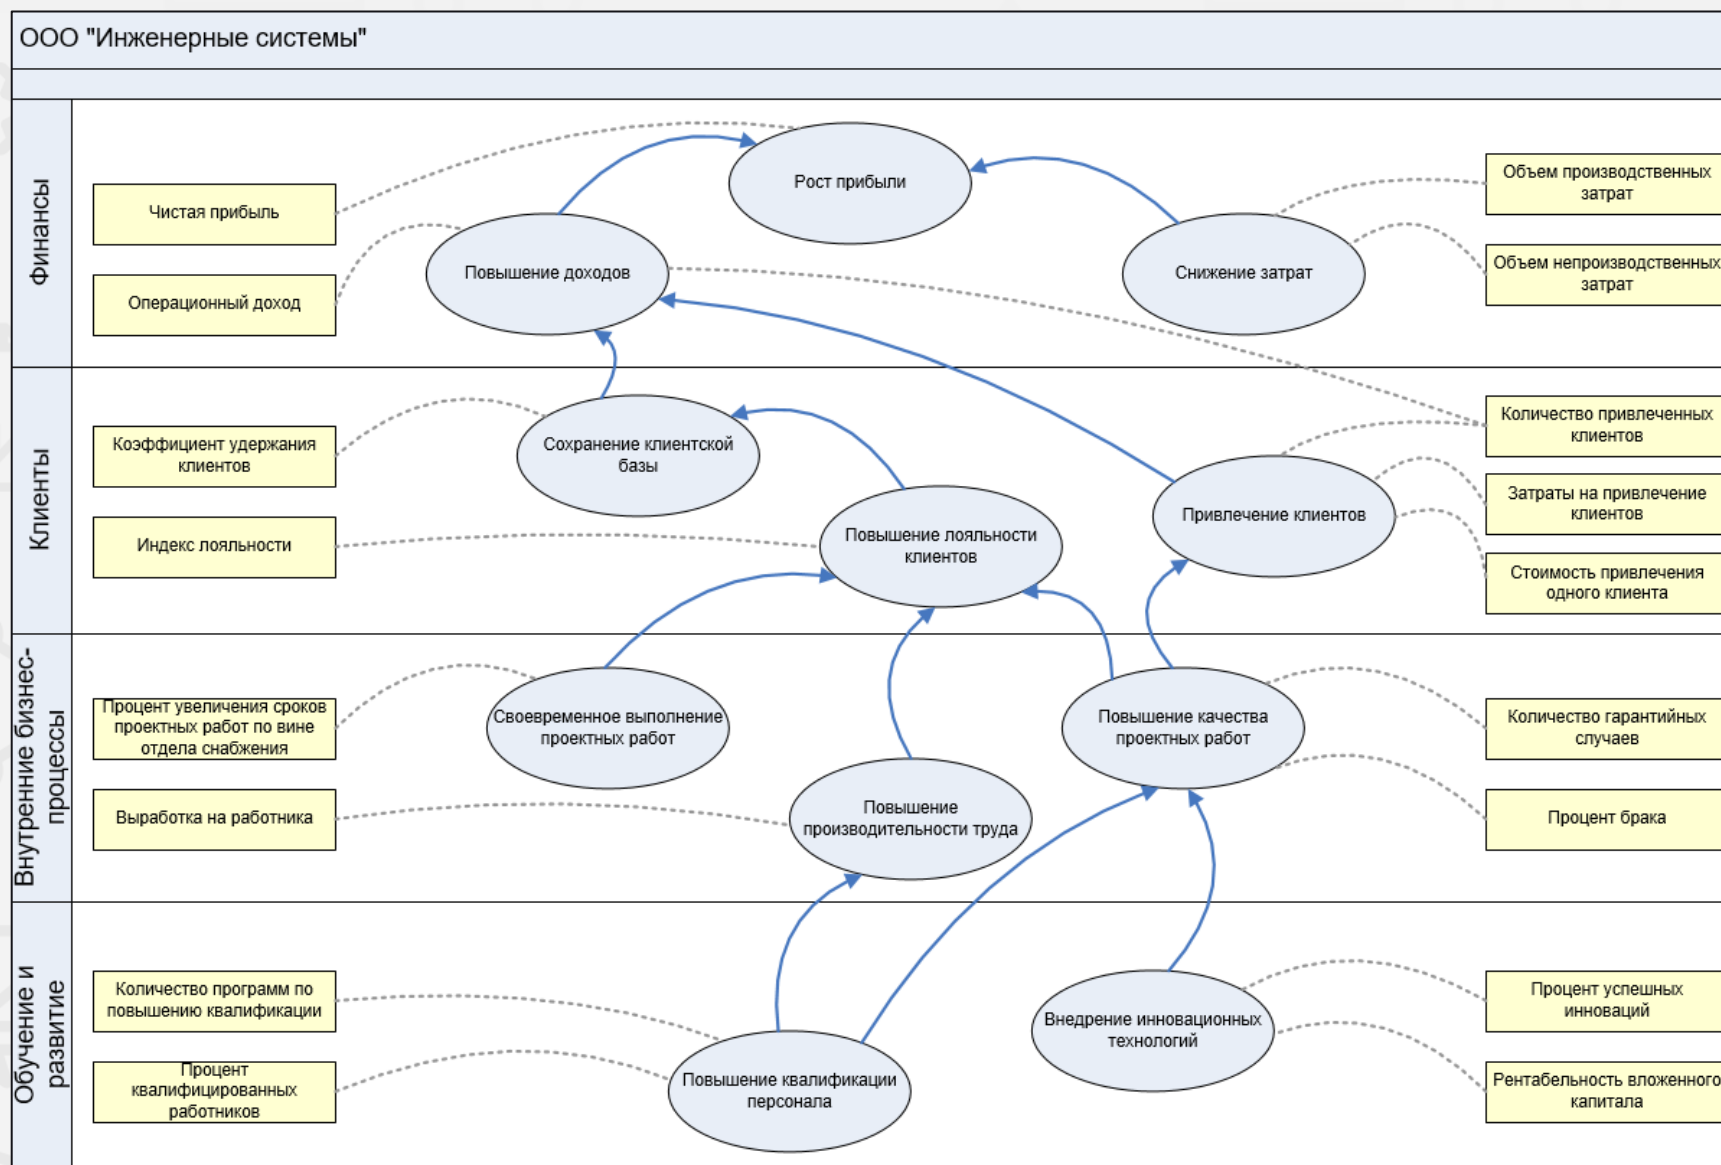 ООО "Инженерные системы"
Финансы
Рост прибыли
Чистая прибыль
Повышение доходов
Операционный доход
Снижение затрат
Объем производственных
затрат
Объем непроизводственных
затрат
Клиенты
Коэффициент удержания
клиентов
Сохранение клиентской
базы
Индекс лояльности
Повышение лояльности
клиентов
Привлечение клиентов
Количество привлеченных
клиентов
Затраты на привлечение
клиентов
Стоимость привлечения
одного клиента
Внутренние бизнес-
процессы
Процент увеличения сроков
проектных работ по вине
отдела снабжения
Своевременное выполнение
проектных работ
Повышение качества
проектных работ
Количество гарантийных
случаев
Выработка на работника
Повышение
производительности труда
Процент брака
Обучение и
развитие
Количество программ по
повышению квалификации
Процент
квалифицированных
работников
Повышение квалификации
персонала
Внедрение инновационных
технологий
Процент успешных
инноваций
Рентабельность вложенного
капитала